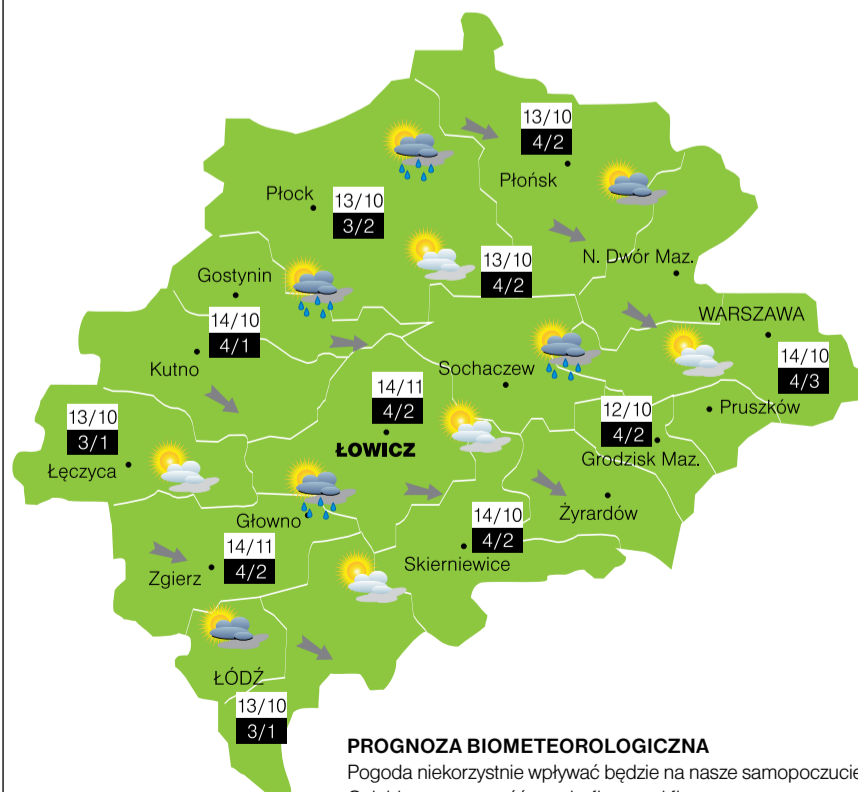 13/10
4/2
Płońsk
Płock
13/10
3/2
13/10
4/2
N. Dwór Maz.
Gostynin
14/10
4/1
Kutno
WARSZAWA
14/10
4/3
Sochaczew
14/11
4/2
ŁOWICZ
Pruszków
12/10
4/2
Grodzisk Maz.
13/10
3/1
Łęczyca
Żyrardów
Głowno
14/10
4/2
Skierniewice
14/11
4/2
Zgierz
ŁÓDŹ
13/10
3/1
PROGNOZA BIOMETEOROLOGICZNA
Pogoda niekorzystnie wpływać będzie na nasze samopoczucie